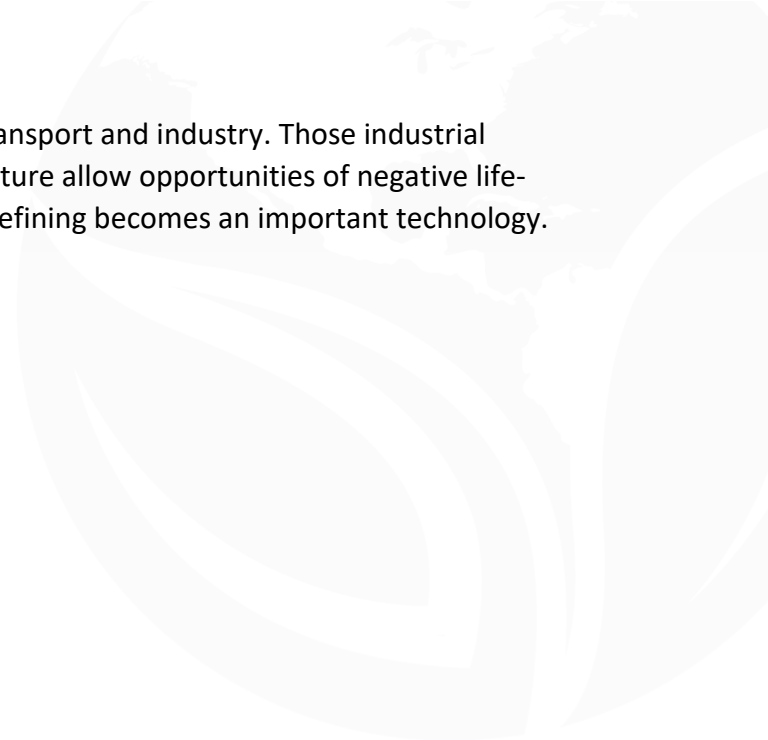 ansport and industry. Those industrial
ture allow opportunities of negative life-
efining becomes an important technology.